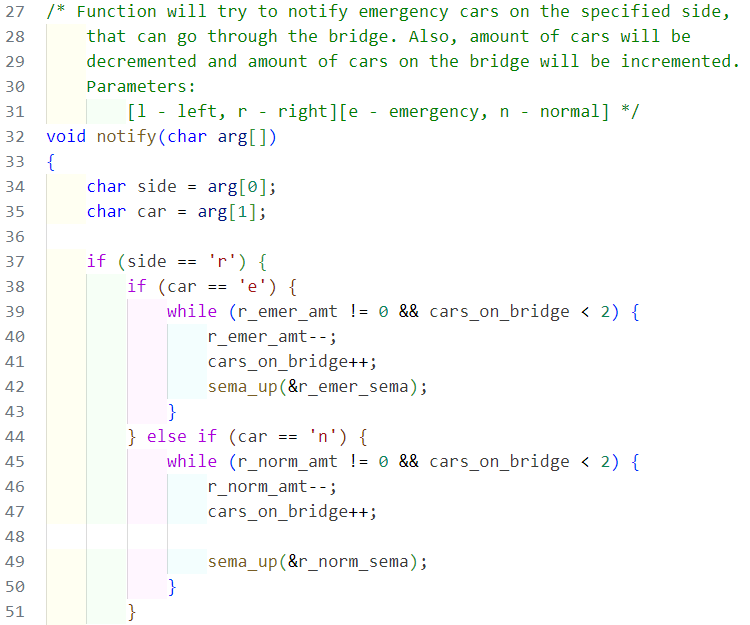 27 /* Function will try to notify emergency cars on the specified side,
28     that can go through the bridge. Also, amount of cars will be
29     decremented and amount of cars on the bridge will be incremented.
30     Parameters:
31         [l - left, r - right][e - emergency, n - normal] */
32 void notify(char arg[])
33 {
34     char side = arg[0];
35     char car = arg[1];
36
37     if (side == 'r') {
38         if (car == 'e') {
39             while (r_emer_amt != 0 && cars_on_bridge < 2) {
40                 r_emer_amt--;
41                 cars_on_bridge++;
42                 sema_up(&r_emer_sema);
43             }
44         } else if (car == 'n') {
45             while (r_norm_amt != 0 && cars_on_bridge < 2) {
46                 r_norm_amt--;
47                 cars_on_bridge++;
48
49                 sema_up(&r_norm_sema);
50             }
51         }